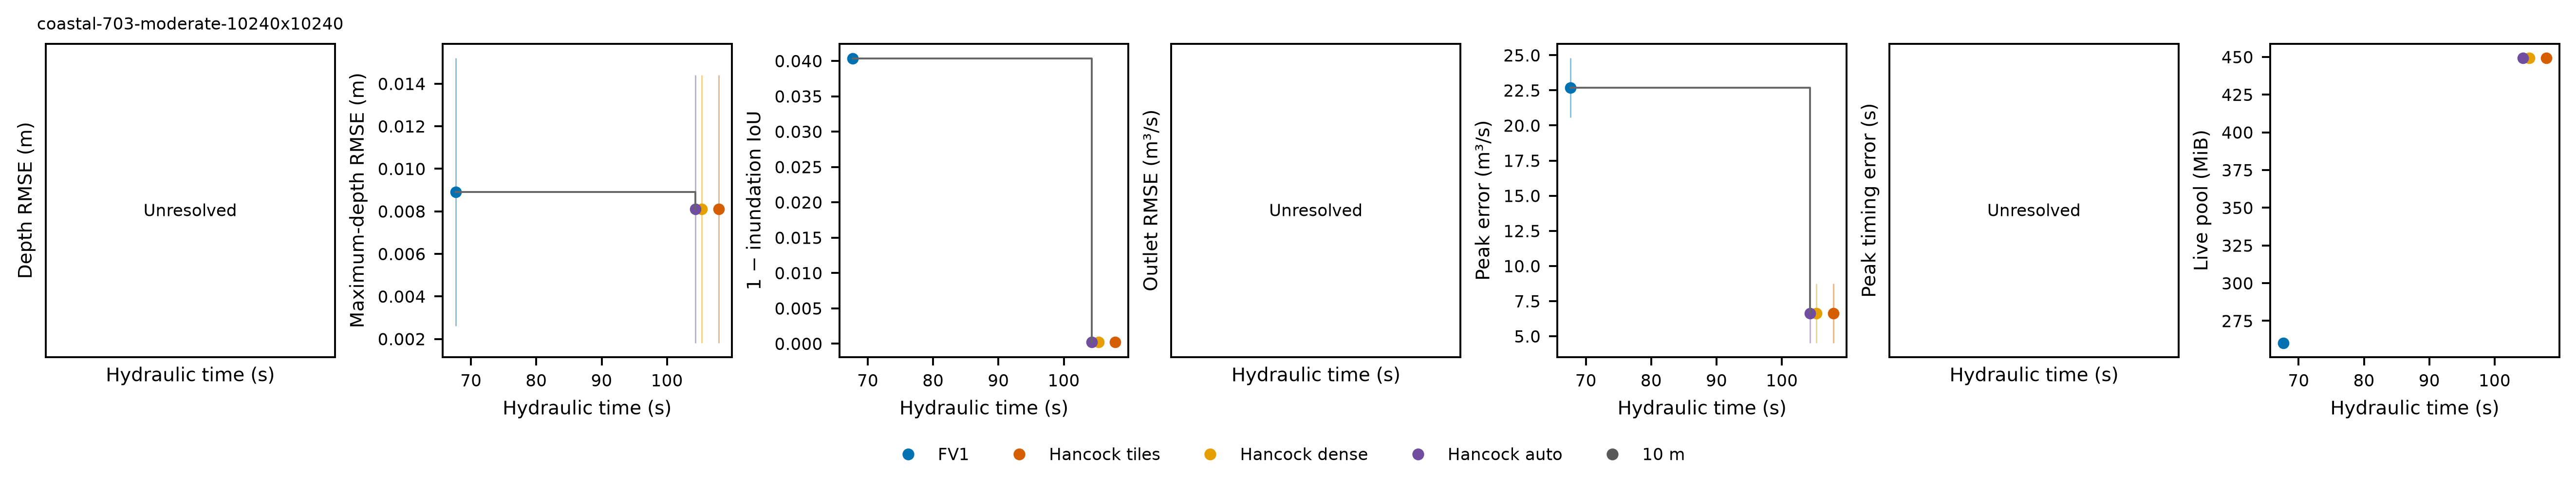 coastal-703-moderate-10240x10240
Depth RMSE (m)
Unresolved
Hydraulic time (s)
Maximum-depth RMSE (m)
0.014
0.012
0.010
0.008
0.006
0.004
0.002
70 80 90 100
Hydraulic time (s)
1 − inundation IoU
0.040
0.035
0.030
0.025
0.020
0.015
0.010
0.005
0.000
70 80 90 100
Hydraulic time (s)
Outlet RMSE (m³/s)
Unresolved
Hydraulic time (s)
Peak error (m³/s)
25.0
22.5
20.0
17.5
15.0
12.5
10.0
7.5
5.0
70 80 90 100
Hydraulic time (s)
Peak timing error (s)
Unresolved
Hydraulic time (s)
Live pool (MiB)
450
425
400
375
350
325
300
275
70 80 90 100
Hydraulic time (s)
FV1 Hancock tiles Hancock dense Hancock auto 10 m